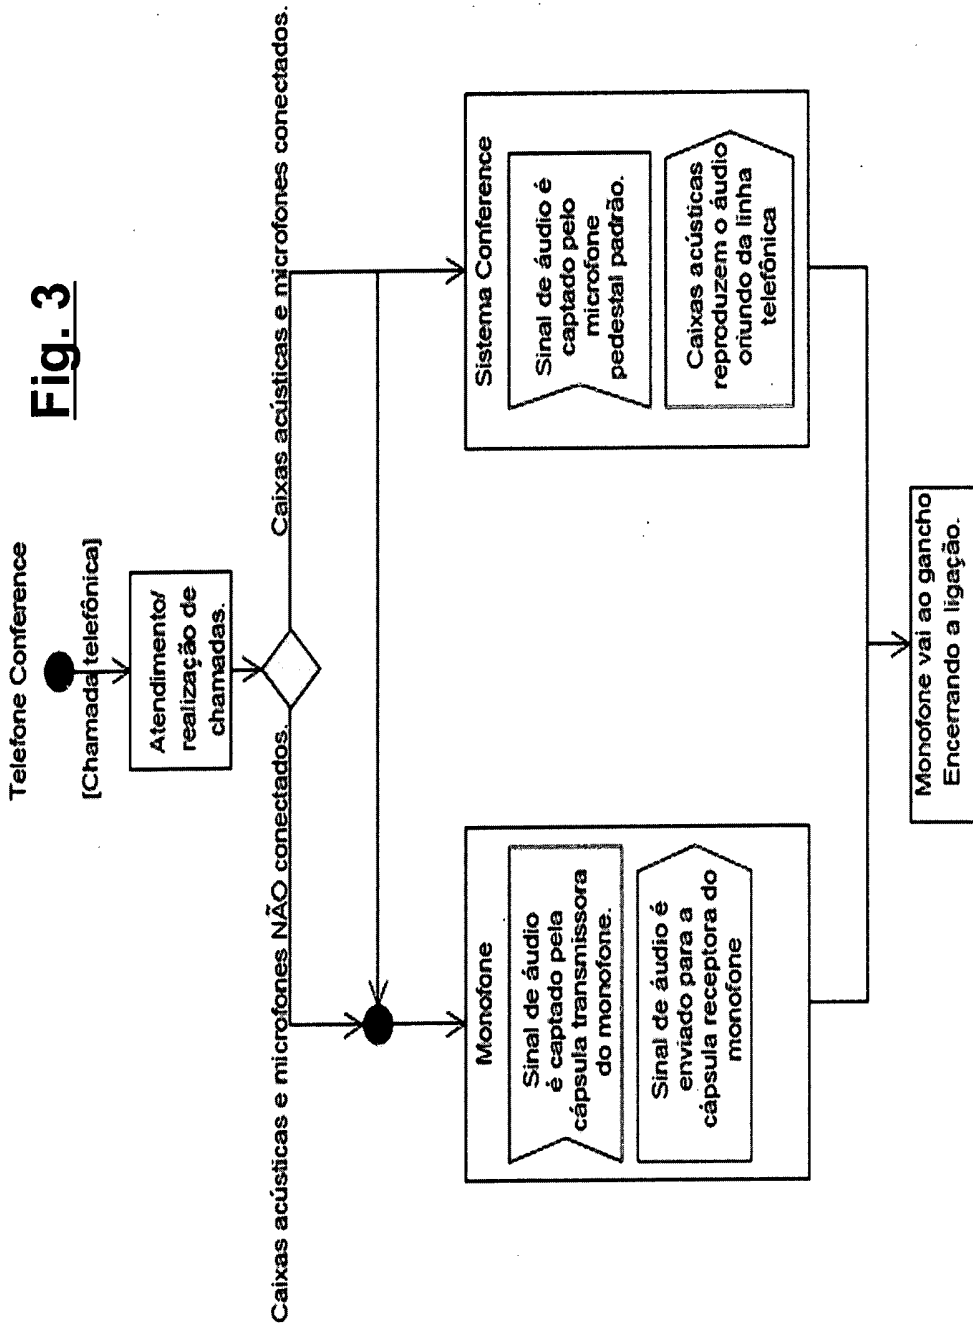 Fig. 3
Telefone Conference
[Chamada telefônica]
Atendimento/
realização de
chamadas.
Caixas acústicas e microfones NÃO conectados.
Caixas acústicas e microfones conectados.
Monofone
Sinal de áudio
é captado pela
cápsula transmissora
do monofone.
Sinal de áudio é
enviado para a
cápsula receptora do
monofone
Sistema Conference
Sinal de áudio é
captado pelo
microfone
pedestal padrão.
Caixas acústicas
reproduzem o áudio
oriundo da linha
telefônica
Monofone vai ao gancho
Encerrando a ligação.